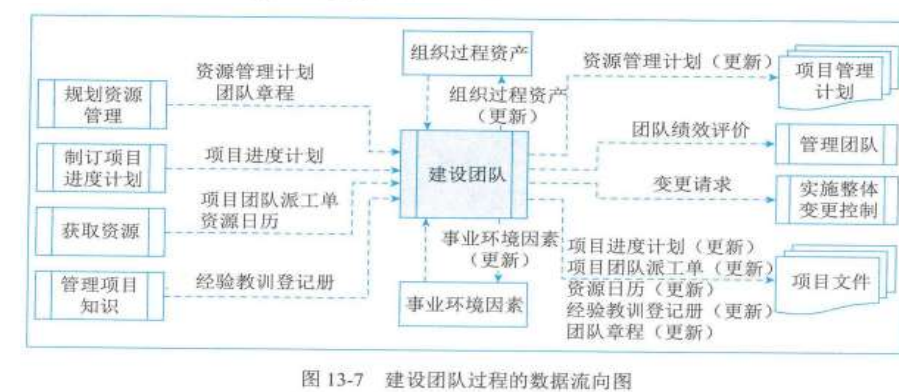 组织过程资产
资源管理计划
团队章程
规划资源
管理
资源管理计划（更新）
项目管理
计划
组织过程资产
（更新）
团队绩效评价
管理团队
制订项目
进度计划
项目进度计划
建设团队
变更请求
实施整体
变更控制
获取资源
项目团队派工单
资源日历
事业环境因素
（更新）
项目进度计划（更新）
项目团队派工单（更新）
资源日历（更新）
经验教训登记册（更新）
团队章程（更新）
项目文件
管理项目
知识
经验教训登记册
事业环境因素
图 13-7 建设团队过程的数据流向图